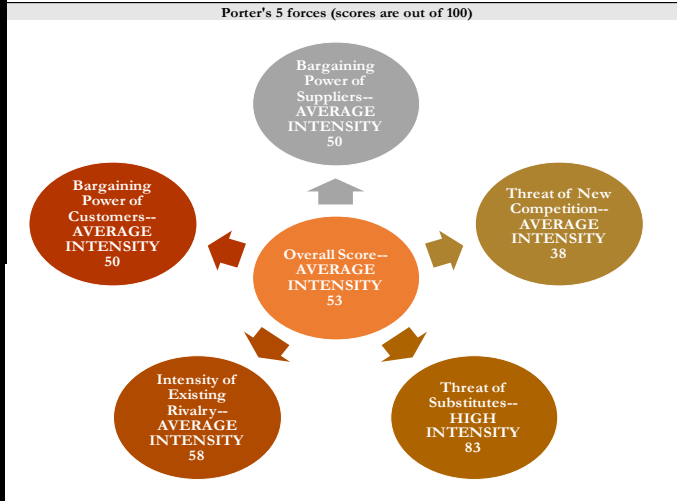 Porter's 5 forces (scores are out of 100)
Bargaining
Power of
Suppliers--
AVERAGE
INTENSITY
50
Bargaining
Power of
Customers--
AVERAGE
INTENSITY
50
Threat of New
Competition--
AVERAGE
INTENSITY
38
Overall Score--
AVERAGE
INTENSITY
53
Intensity of
Existing
Rivalry--
AVERAGE
INTENSITY
58
Threat of
Substitutes--
HIGH
INTENSITY
83